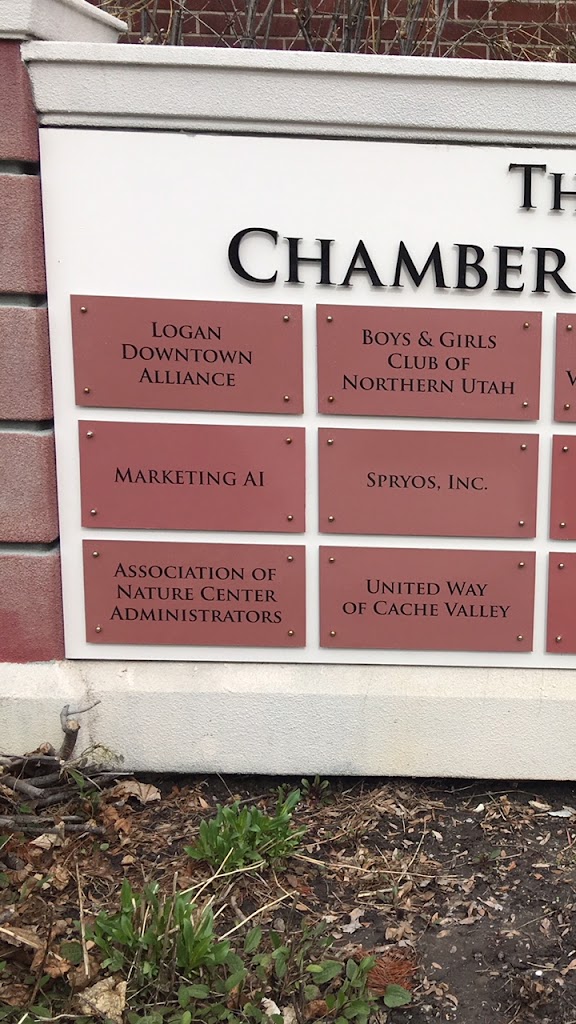 TH
CHAMBER
LOGAN
DOWNTOWN
ALLIANCE
BOYS & GIRLS
CLUB OF
NORTHERN UTAH
MARKETING AI
SPRYOS, INC.
ASSOCIATION OF
NATURE CENTER
ADMINISTRATORS
UNITED WAY
OF CACHE VALLEY